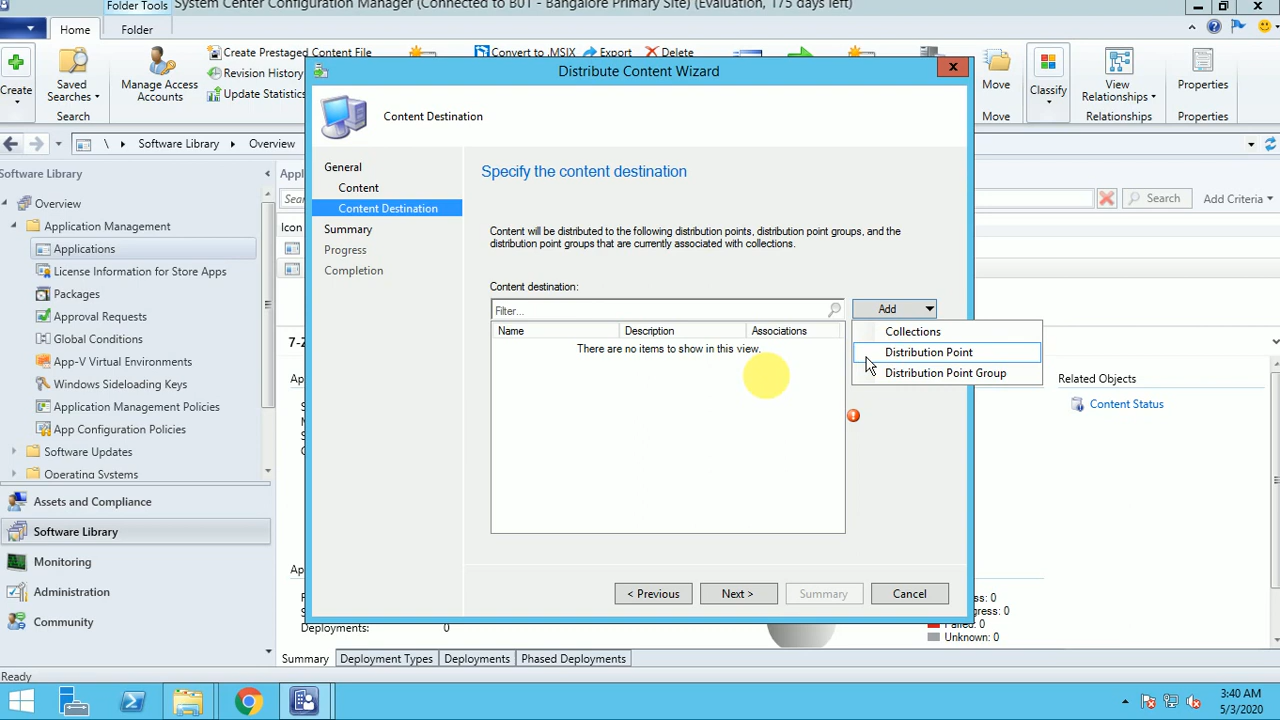 Folder Tools
System Center Configuration Manager (Connected to B01 - Bangalore Primary Site) (Evaluation, 175 days left)
Home
Folder
Create
Saved
Searches
Search
Manage Access
Accounts
Create Prestaged Content File
Revision History
Update Statistics
Convert to .MSIX
Export
Delete
Move
Move
Classify
View
Relationships
Relationships
Properties
Properties
\ Software Library Overview
Software Library
Search
Add Criteria
Icon
Overview
Application Management
Applications
License Information for Store Apps
Packages
Approval Requests
Global Conditions
App-V Virtual Environments
Windows Sideloading Keys
Application Management Policies
App Configuration Policies
Software Updates
Operating Systems
Assets and Compliance
Software Library
Monitoring
Administration
Community
Distribute Content Wizard
Content Destination
General
Content
Content Destination
Summary
Progress
Completion
Specify the content destination
Content will be distributed to the following distribution points, distribution point groups, and the
distribution point groups that are currently associated with collections.
Content destination:
Filter...
Add
Collections
Distribution Point
Distribution Point Group
Name Description Associations
There are no items to show in this view.
< Previous
Next >
Summary
Cancel
Related Objects
Content Status
Deployments: 0
Failed: 0
Unknown: 0
Summary
Deployment Types
Deployments
Phased Deployments
Ready
3:40 AM
5/3/2020